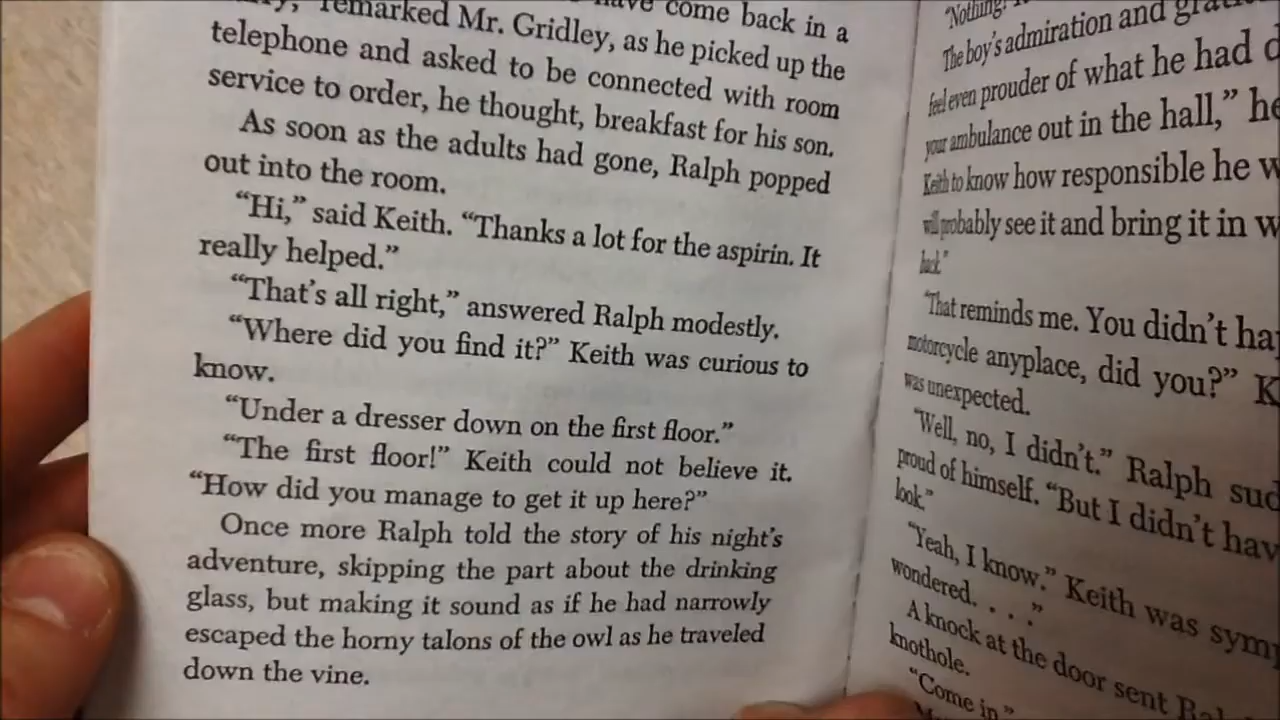 have come back in a
remarked Mr. Gridley, as he picked up the
telephone and asked to be connected with room
service to order, he thought, breakfast for his son.
As soon as the adults had gone, Ralph popped
out into the room.
“Hi,” said Keith. “Thanks a lot for the aspirin. It
really helped.”
“That’s all right,” answered Ralph modestly.
“Where did you find it?” Keith was curious to
know.
“Under a dresser down on the first floor.”
“The first floor!” Keith could not believe it.
“How did you manage to get it up here?”
Once more Ralph told the story of his night’s
adventure, skipping the part about the drinking
glass, but making it sound as if he had narrowly
escaped the horny talons of the owl as he traveled
down the vine.
“Nothing!
The boy’s admiration and
feel even prouder of what he had
your ambulance out in the hall,” he
Keith to know how responsible he
will probably see it and bring it in
back.”
“That reminds me. You didn’t
motorcycle anyplace, did you?” K
was unexpected.
“Well, no, I didn’t.” Ralph
proud of himself. “But I didn’t
look.”
“Yeah, I know.” Keith was
wondered. . . .”
A knock at the door sent
knothole.
“Come in”